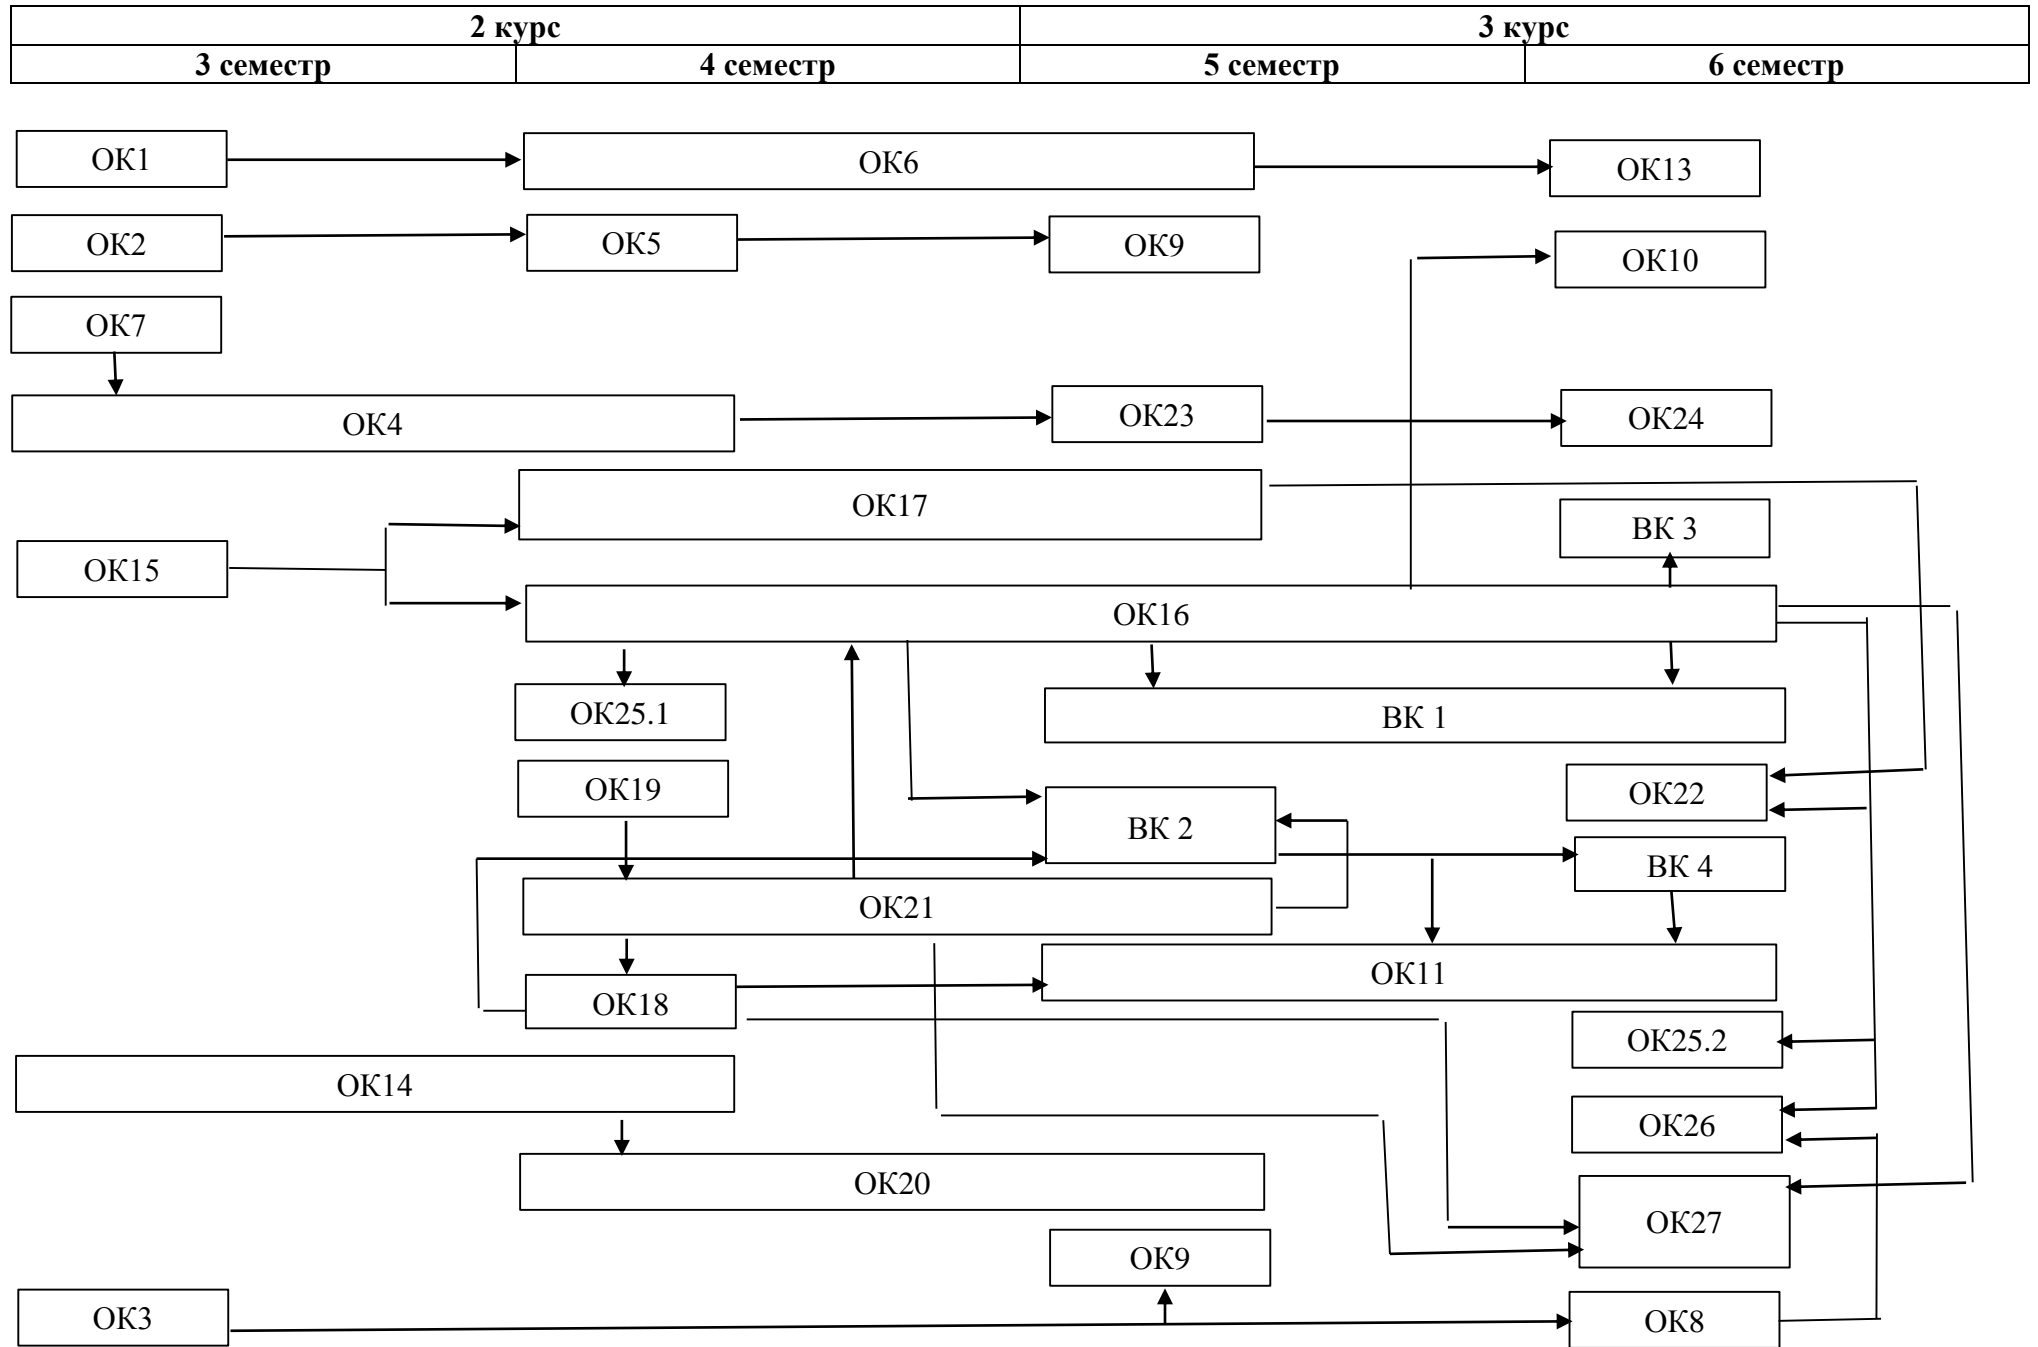 2 курс 3 курс
3 семестр 4 семестр 5 семестр 6 семестр
ОК1 ОК6 ОК13
ОК2 ОК5 ОК9 ОК10
ОК7
ОК4 ОК23 ОК24
ОК17 ВК 3
ОК15
ОК16
ОК25.1 ВК 1
ОК19 ОК22
ВК 2
ВК 4
ОК21
ОК11
ОК18
ОК25.2
ОК14
ОК26
ОК20
ОК27
ОК9
ОК3 ОК8